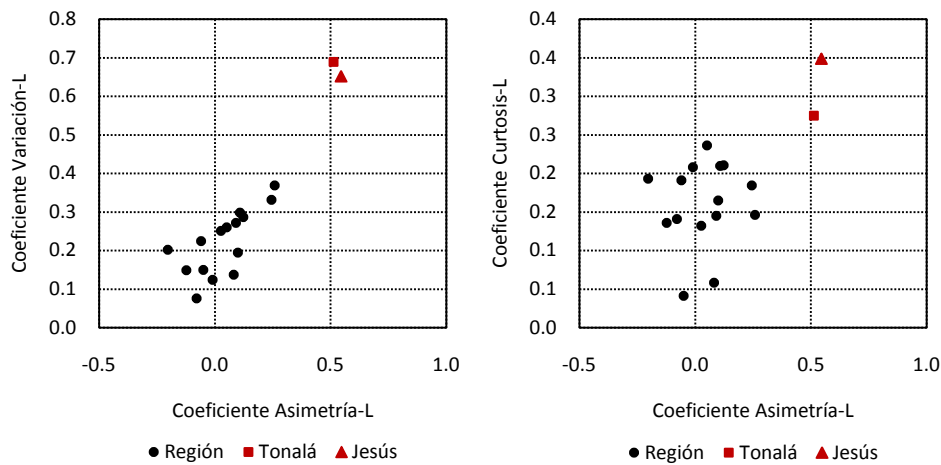 0.8
0.7
0.6
0.5
0.4
0.3
0.2
0.1
0.0
-0.5
0.0
0.5
1.0
Coeficiente Variación-L
Coeficiente Asimetría-L
Región
Tonalá
Jesús
0.4
0.4
0.3
0.3
0.2
0.2
0.1
0.1
0.0
-0.5
0.0
0.5
1.0
Coeficiente Curtosis-L
Coeficiente Asimetría-L
Región
Tonalá
Jesús